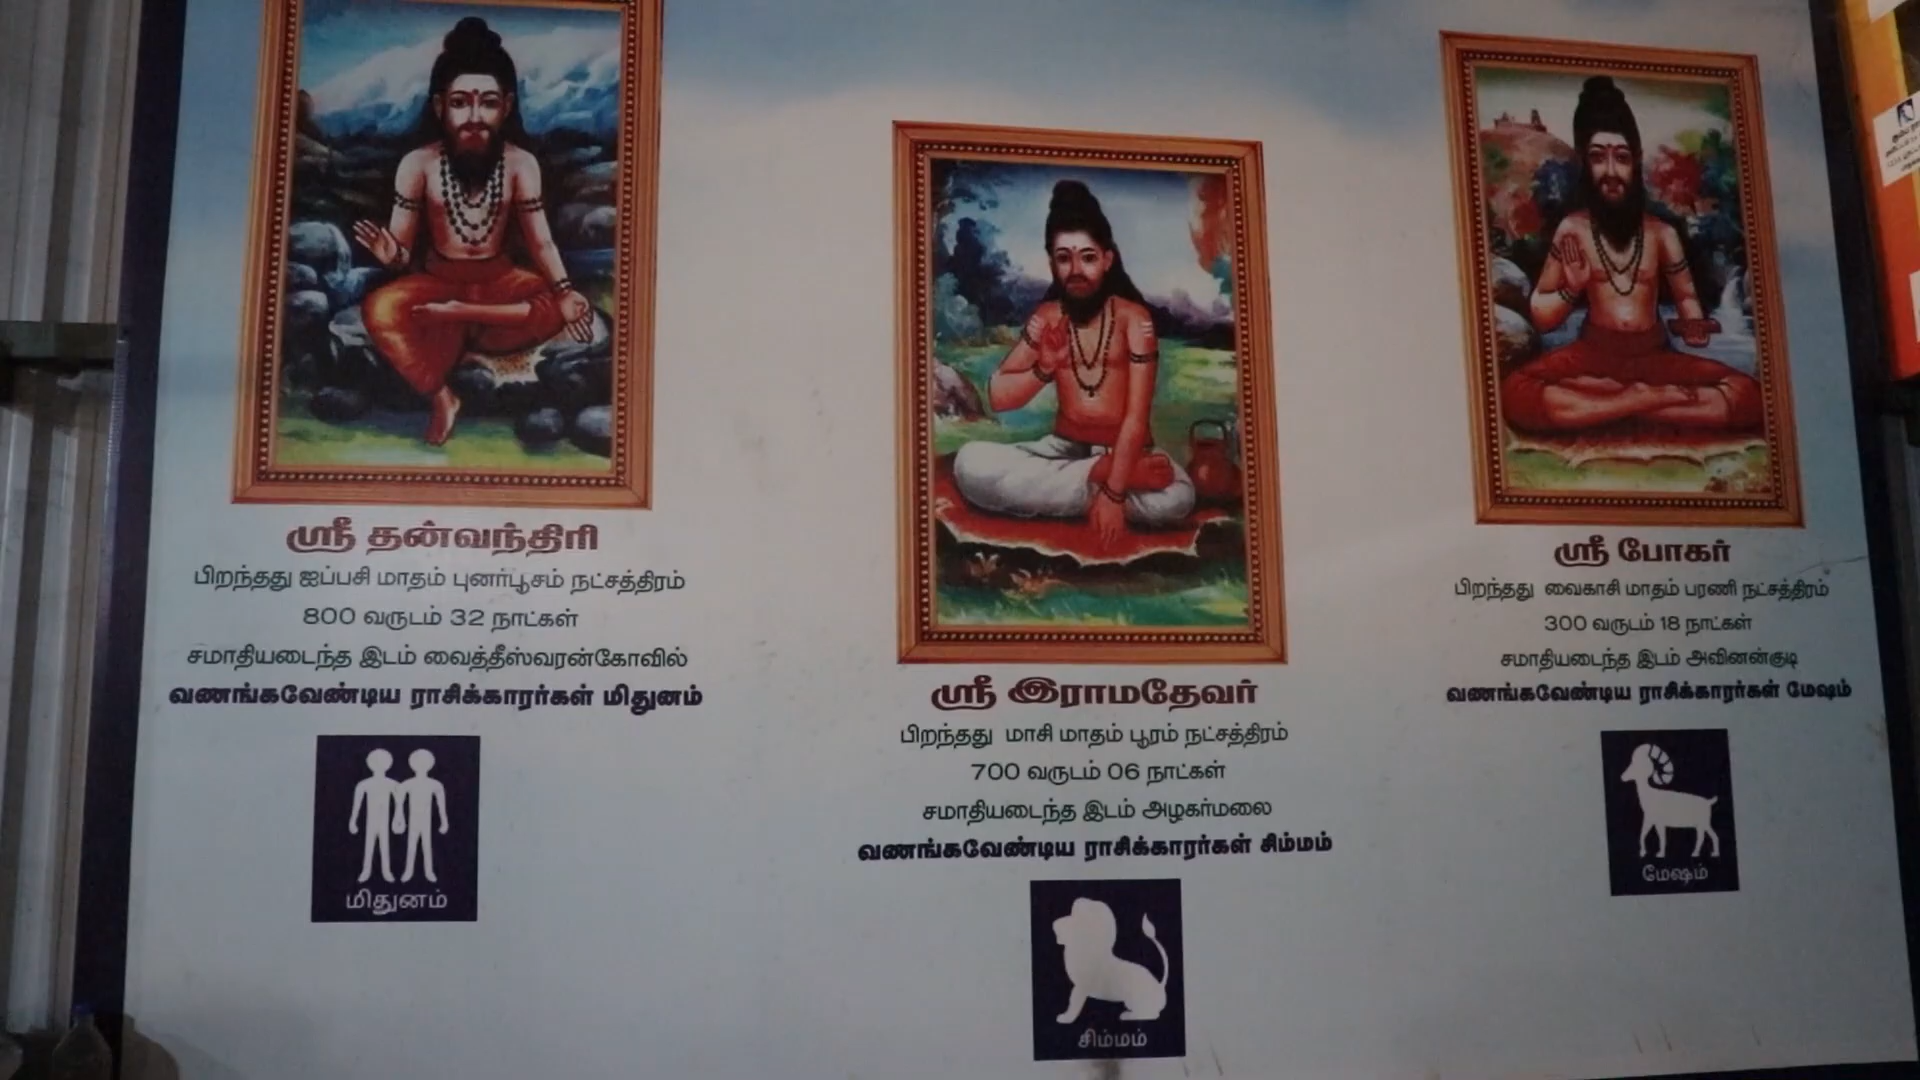 ஸ்ரீ தன்வந்திரி
பிறந்தது ஐப்பசி மாதம் புனர்பூசம் நட்சத்திரம்
800 வருடம் 32 நாட்கள்
சமாதியடைந்த இடம் வைத்தீஸ்வரன்கோவில்
வணங்கவேண்டிய ராசிக்காரர்கள் மிதுனம்
மிதுனம்
ஸ்ரீ இராமதேவர்
பிறந்தது மாசி மாதம் பூரம் நட்சத்திரம்
700 வருடம் 06 நாட்கள்
சமாதியடைந்த இடம் அழகர்மலை
வணங்கவேண்டிய ராசிக்காரர்கள் சிம்மம்
சிம்மம்
ஸ்ரீ போகர்
பிறந்தது வைகாசி மாதம் பரணி நட்சத்திரம்
300 வருடம் 18 நாட்கள்
சமாதியடைந்த இடம் அவினன்குடி
வணங்கவேண்டிய ராசிக்காரர்கள் மேஷம்
மேஷம்